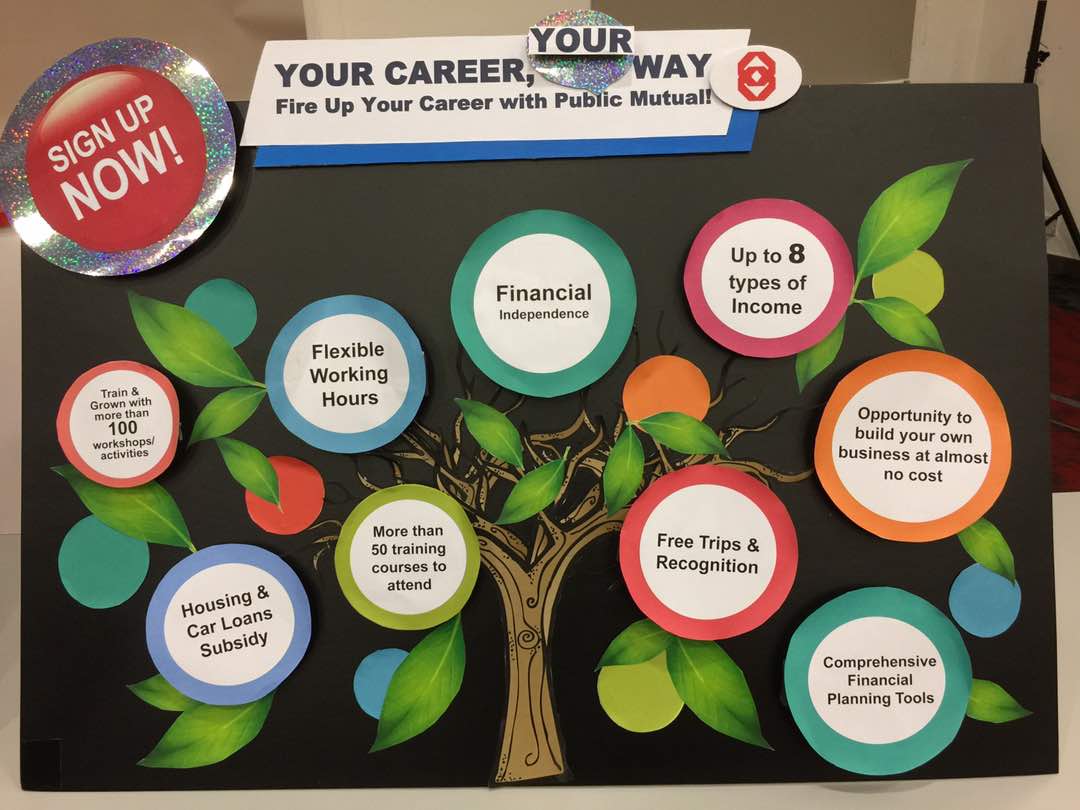 YOUR CAREER, YOUR WAY
Fire Up Your Career with Public Mutual!
SIGN UP
NOW!
Financial
Independence
Up to 8
types of
Income
Flexible
Working
Hours
Train &
Grown with
more than
100
workshops/
activities
Opportunity to
build your own
business at almost
no cost
More than
50 training
courses to
attend
Free Trips &
Recognition
Housing &
Car Loans
Subsidy
Comprehensive
Financial
Planning Tools